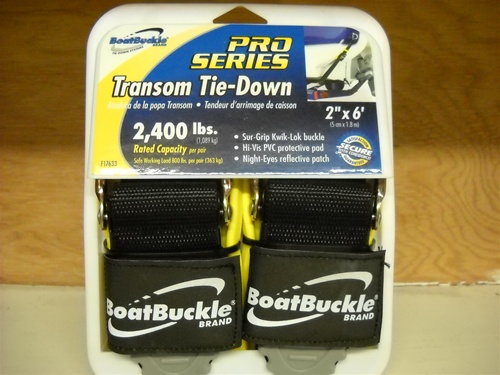 BoatBuckle
PRO
SERIES
Transom Tie-Down
de la popa Transom • Tendeur d'arrimage de caisson
2" x 6'
(5 cm x 1.8 m)
2,400 lbs.
(1,089 kg)
Rated Capacity per pair
Safe Working Load 800 lbs. per pair (363 kg)
• Sur-Grip Kwik-Lok buckle
• Hi-Vis PVC protective pad
• Night-Eyes reflective patch
SECURE
F17633
BoatBuckle®
BRAND
BoatBuckle®
BRAND